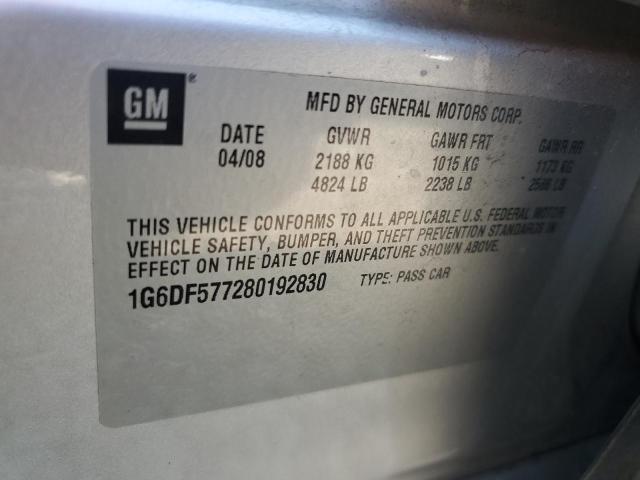 GM®
MFD BY GENERAL MOTORS CORP.
DATE GVWR GAWR FRT GAWR RR
04/08 2188 KG 1015 KG 1173 KG
4824 LB 2238 LB LB
THIS VEHICLE CONFORMS TO ALL APPLICABLE U.S. FEDERAL MOTOR
VEHICLE SAFETY, BUMPER, AND THEFT PREVENTION STANDARDS IN
EFFECT ON THE DATE OF MANUFACTURE SHOWN ABOVE.
1G6DF577280192830 TYPE: PASS CAR